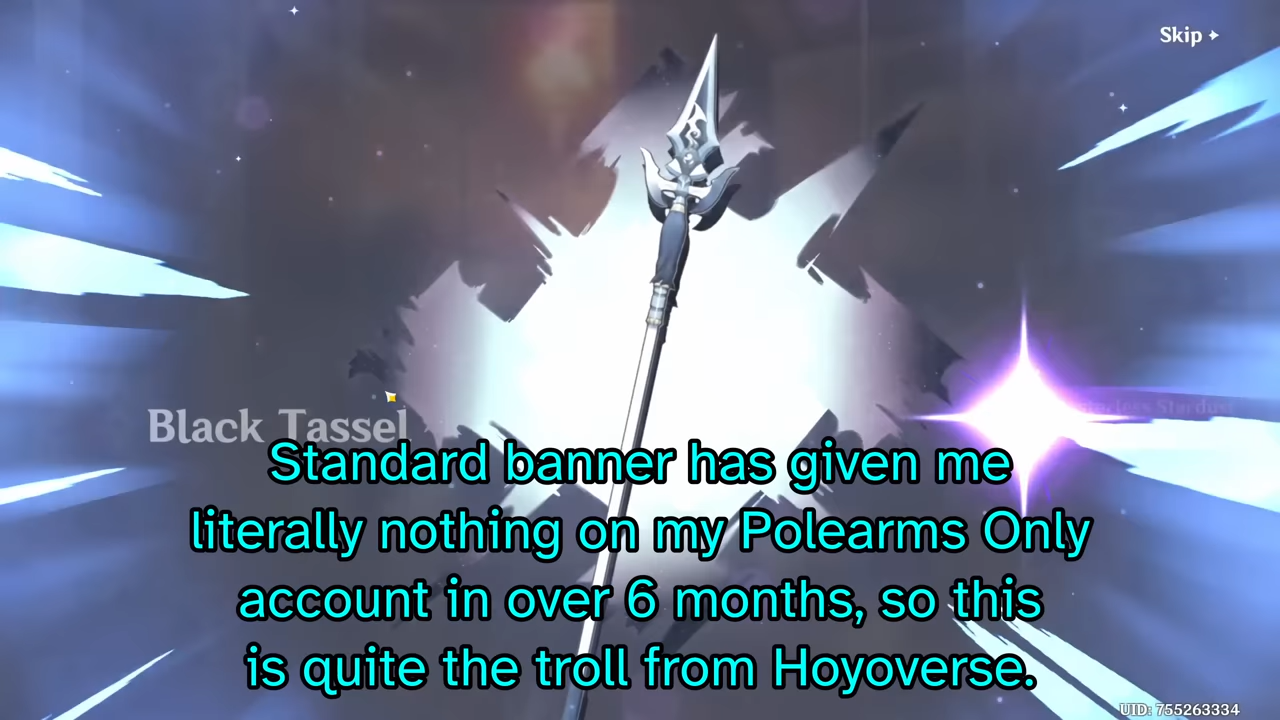 Skip
Black Tassel
Standard banner has given me
literally nothing on my Polearms Only
account in over 6 months, so this
is quite the troll from Hoyoverse.
UID: 755263334